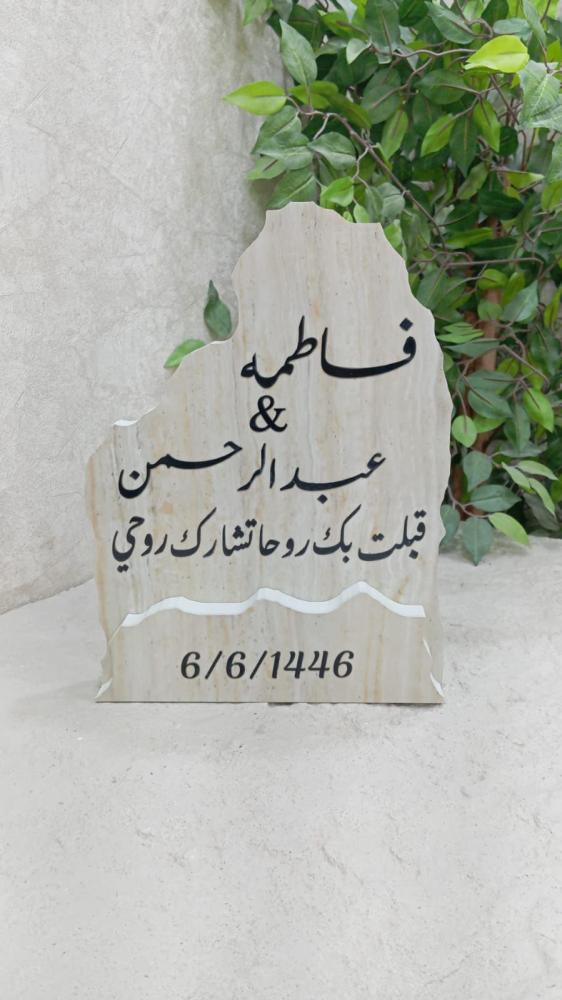 فاطمه
&
عبدالرحمن
قبلت بك روحا تشارك روحي
6/6/1446